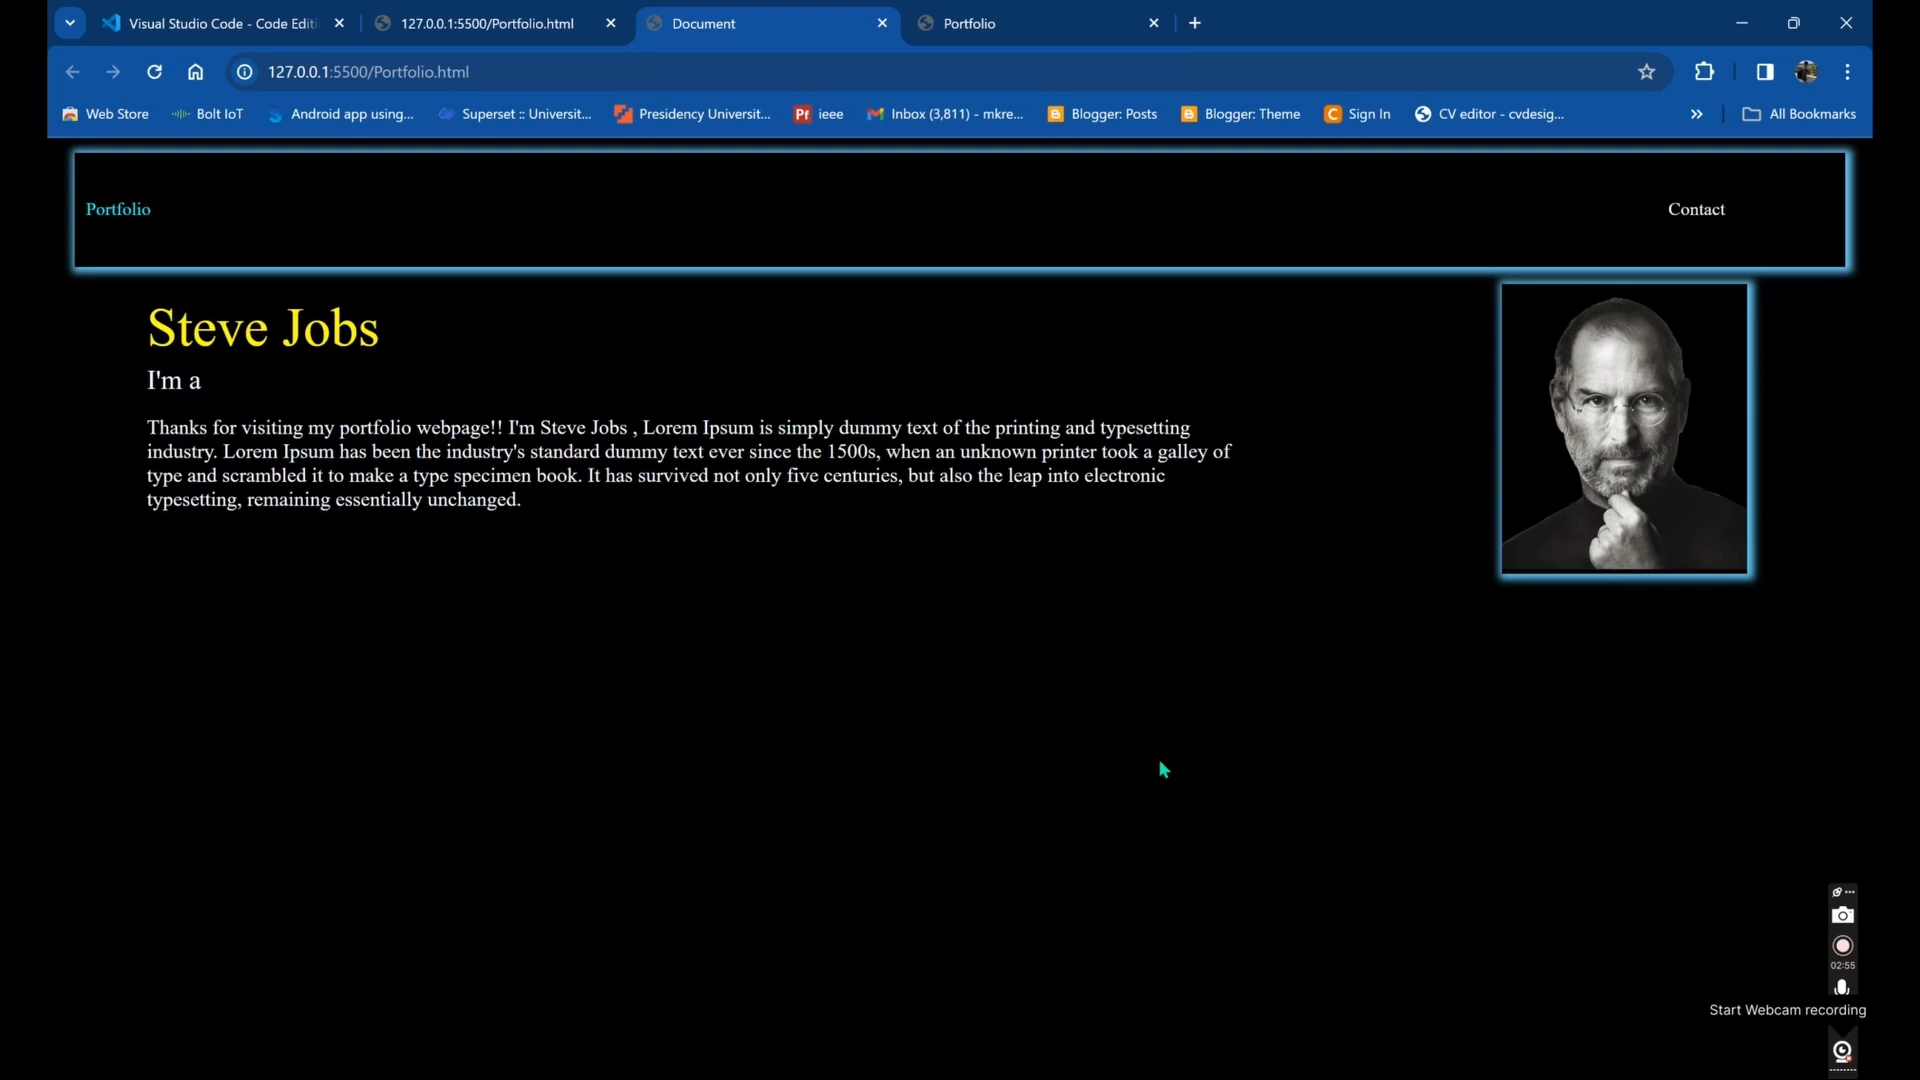 Visual Studio Code - Code Editi
127.0.0.1:5500/Portfolio.html
Document
Portfolio
127.0.0.1:5500/Portfolio.html
Web Store
Bolt IoT
Android app using...
Superset :: Universit...
Presidency Universit...
Pf ieee
Inbox (3,811) - mkre...
Blogger: Posts
Blogger: Theme
C Sign In
CV editor - cvdesig...
All Bookmarks
Portfolio
Contact
Steve Jobs
I'm a
Thanks for visiting my portfolio webpage!! I'm Steve Jobs , Lorem Ipsum is simply dummy text of the printing and typesetting
industry. Lorem Ipsum has been the industry's standard dummy text ever since the 1500s, when an unknown printer took a galley of
type and scrambled it to make a type specimen book. It has survived not only five centuries, but also the leap into electronic
typesetting, remaining essentially unchanged.
02:55
Start Webcam recording